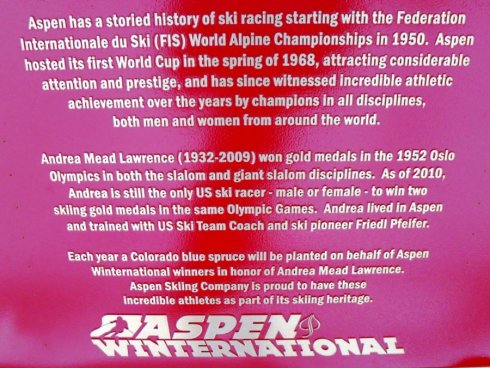 Aspen has a storied history of ski racing starting with the Federation
Internationale du Ski (FIS) World Alpine Championships in 1950. Aspen
hosted its first World Cup in the spring of 1968, attracting considerable
attention and prestige, and has since witnessed incredible athletic
achievement over the years by champions in all disciplines,
both men and women from around the world.
Andrea Mead Lawrence (1932-2009) won gold medals in the 1952 Oslo
Olympics in both the slalom and giant slalom disciplines. As of 2010,
Andrea is still the only US ski racer - male or female - to win two
skiing gold medals in the same Olympic Games. Andrea lived in Aspen
and trained with US Ski Team Coach and ski pioneer Friedl Pfeifer.
Each year a Colorado blue spruce will be planted on behalf of Aspen
Winternational winners in honor of Andrea Mead Lawrence.
Aspen Skiing Company is proud to have these
incredible athletes as part of its skiing heritage.
ASPEN
WINTERNATIONAL